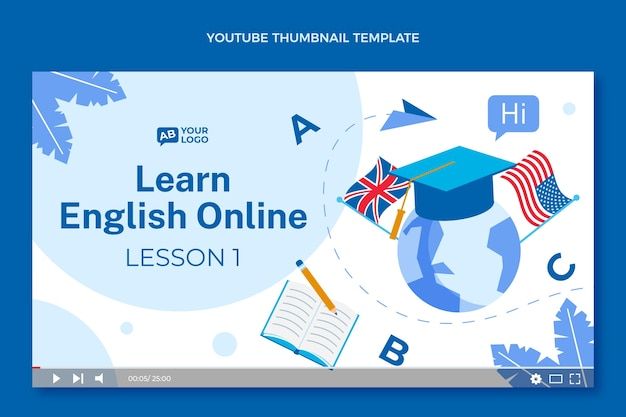 YOUTUBE THUMBNAIL TEMPLATE
AB YOUR
LOGO
Learn
English Online
LESSON 1
A
Hi
C
B
00:05/ 25:00